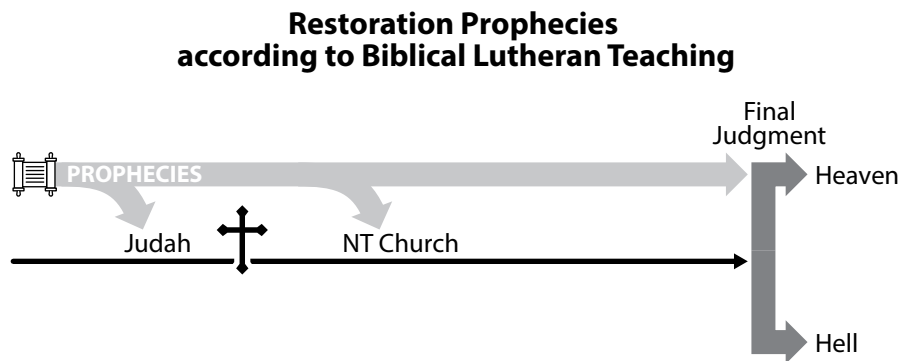 Restoration Prophecies
according to Biblical Lutheran Teaching
Final
Judgment
PROPHECIES
Heaven
Judah
NT Church
Hell